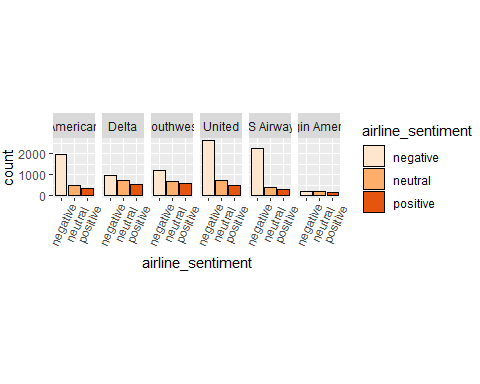 American Delta outhwes United S Airway gin Amer
2000
1000
0
count
negative neutral positive negative neutral positive negative neutral positive negative neutral positive negative neutral positive negative neutral positive
airline_sentiment
airline_sentiment
negative
neutral
positive